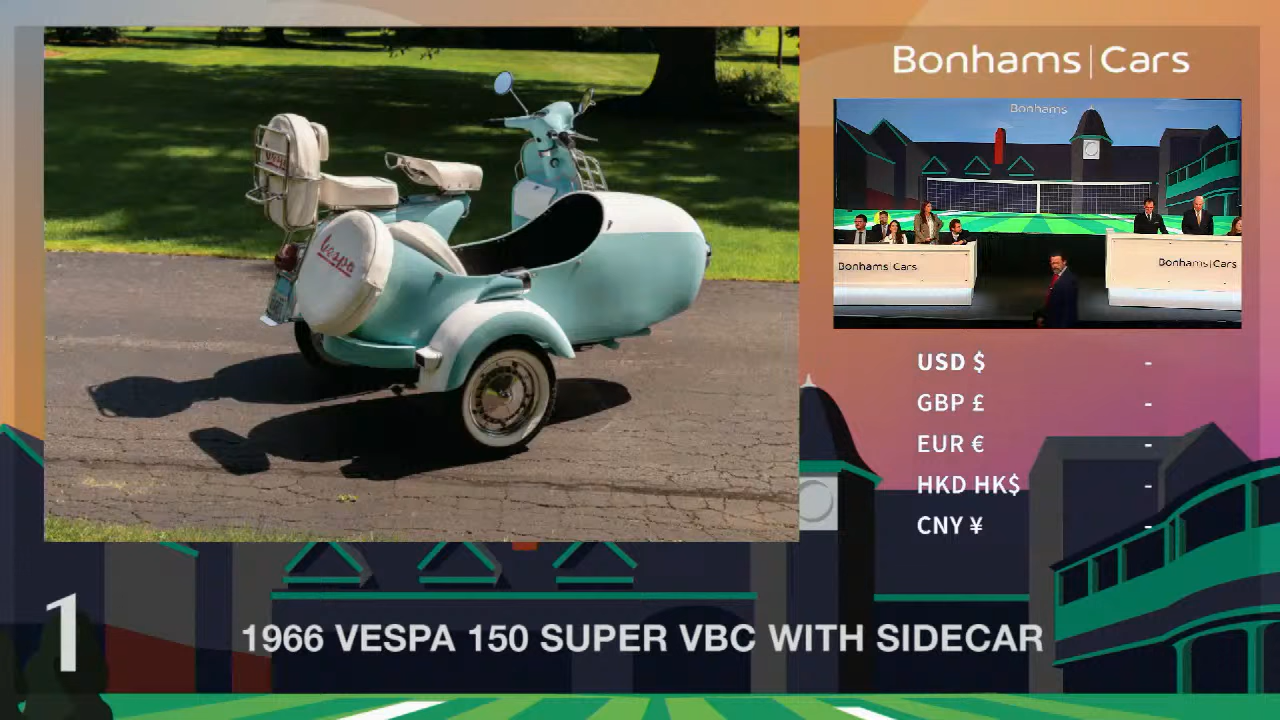 Bonhams|Cars
Bonhams
Vespa
Bonhams|Cars
Bonhams|Cars
USD $ -
GBP £ -
EUR € -
HKD HK$ -
CNY ¥ -
1
1966 VESPA 150 SUPER VBC WITH SIDECAR